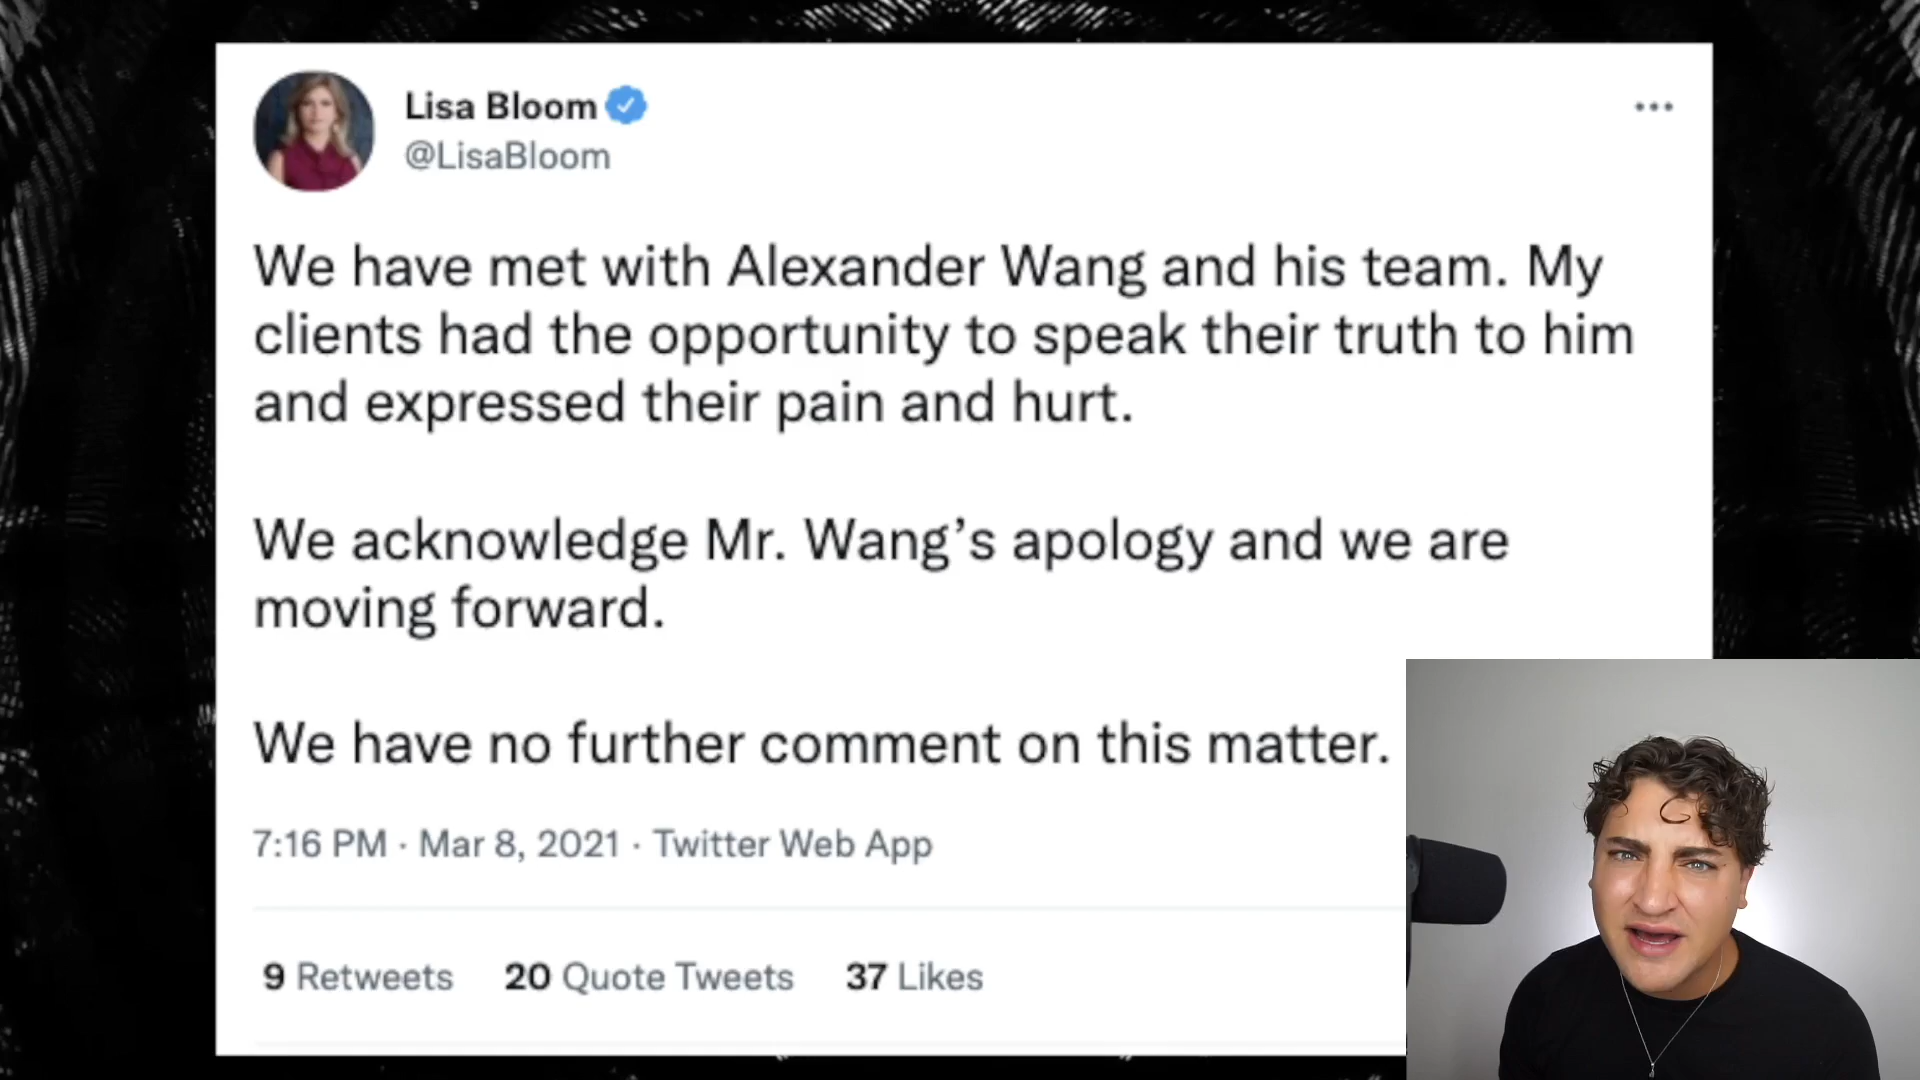 Lisa Bloom
@LisaBloom
We have met with Alexander Wang and his team. My
clients had the opportunity to speak their truth to him
and expressed their pain and hurt.
We acknowledge Mr. Wang’s apology and we are
moving forward.
We have no further comment on this matter.
7:16 PM · Mar 8, 2021 · Twitter Web App
9 Retweets 20 Quote Tweets 37 Likes